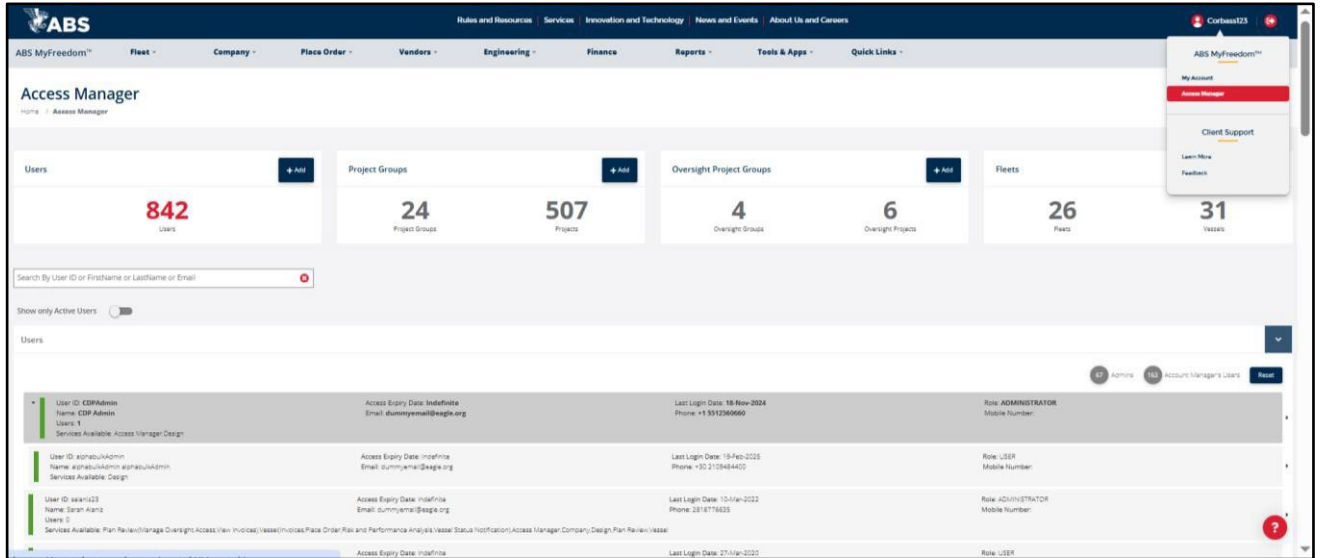 ABS
Rules and Resources Services Innovation and Technology News and Events About Us and Careers
Corbass123
ABS MyFreedom™ Fleet Company Place Order Vendors Engineering Finance Reports Tools & Apps Quick Links
ABS MyFreedom™
My Account
Access Manager
Client Support
Learn More
Feedback
Access Manager
Home / Access Manager
Users + Add Project Groups + Add Oversight Project Groups + Add Fleets
842 24 507 4 6 26 31
Users Project Groups Projects Oversight Groups Oversight Projects Fleets Vessels
Search By User ID or FirstName or LastName or Email
Show only Active Users
Users
67 Admins 163 Account Manager's Users Reset
User ID: CDPAdmin Access Expiry Date: Indefinite Last Login Date: 18-Nov-2024 Role: ADMINISTRATOR
Name: CDP Admin Email: dummyemail@eagle.org Phone: +1 5512560660 Mobile Number:
Users: 1
Services Available: Access Manager Design
User ID: alphabulkAdmin Access Expiry Date: Indefinite Last Login Date: 19-Feb-2025 Role: USER
Name: alphabulkAdmin alphabulkAdmin Email: dummyemail@eagle.org Phone: +30 2109484400 Mobile Number:
Services Available: Design
User ID: salaniz23 Access Expiry Date: Indefinite Last Login Date: 10-Mar-2022 Role: ADMINISTRATOR
Name: Sarah Alaniz Email: dummyemail@eagle.org Phone: 2818776635 Mobile Number:
Users: 0
Services Available: Plan Review(Manage Oversight Access,View Invoices),Vessel(Invoices,Place Order Risk and Performance Analysis,Vessel Status Notification),Access Manager,Company,Design,Plan Review,Vessel
Access Expiry Date: Indefinite Last Login Date: 27-Mar-2020 Role: USER
?